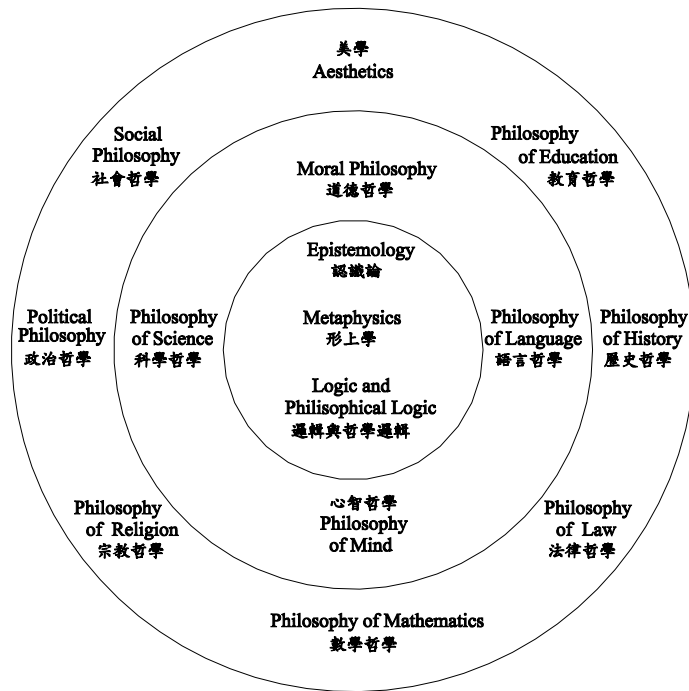 美學
Aesthetics
Social
Philosophy
社會哲學
Philosophy
of Education
教育哲學
Moral Philosophy
道德哲學
Epistemology
認識論
Political
Philosophy
政治哲學
Philosophy
of Science
科學哲學
Metaphysics
形上學
Philosophy
of Language
語言哲學
Philosophy
of History
歷史哲學
Logic and
Philisophical Logic
邏輯與哲學邏輯
Philosophy
of Religion
宗教哲學
心智哲學
Philosophy
of Mind
Philosophy
of Law
法律哲學
Philosophy of Mathematics
數學哲學